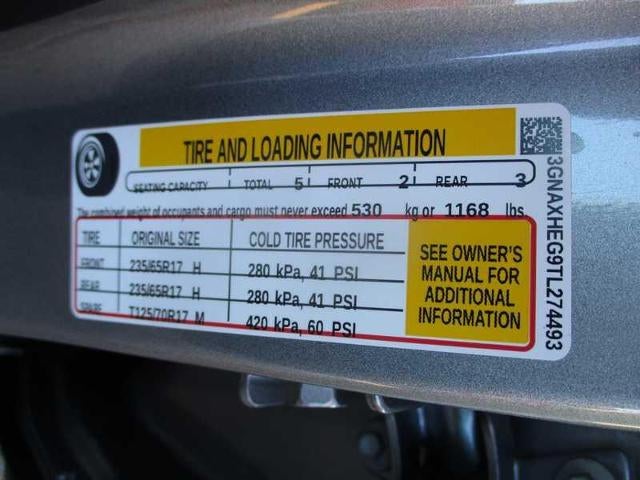 TIRE AND LOADING INFORMATION
SEATING CAPACITY TOTAL 5 FRONT 2 REAR 3
The combined weight of occupants and cargo must never exceed 530 kg or 1168 lbs.
TIRE ORIGINAL SIZE COLD TIRE PRESSURE
FRONT 235/65R17 H 280 kPa, 41 PSI
REAR 235/65R17 H 280 kPa, 41 PSI
SPARE T125/70R17 M 420 kPa, 60 PSI
SEE OWNER'S
MANUAL FOR
ADDITIONAL
INFORMATION
3GNAXHEG9TL274493